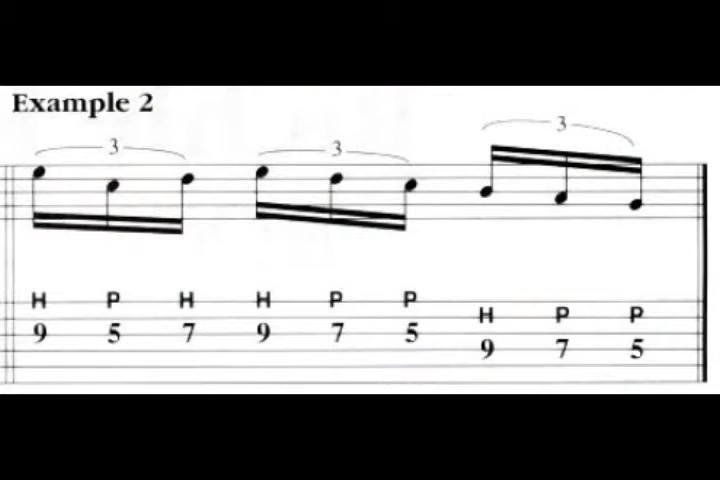 Example 2
3 3 3
H P H H P P
H P P
9 5 7 9 7 5
9 7 5